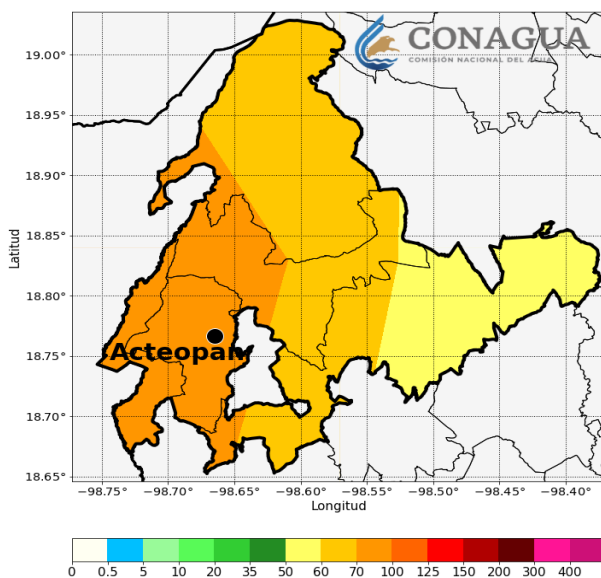 CONAGUA
COMISIÓN NACIONAL DEL AGUA
19.00°
18.95°
18.90°
18.85°
18.80°
18.75°
18.70°
18.65°
Latitud
Acteopan
−98.75° −98.70° −98.65° −98.60° −98.55° −98.50° −98.45° −98.40°
Longitud
0 0.5 5 10 20 35 50 60 70 100 125 150 200 300 400